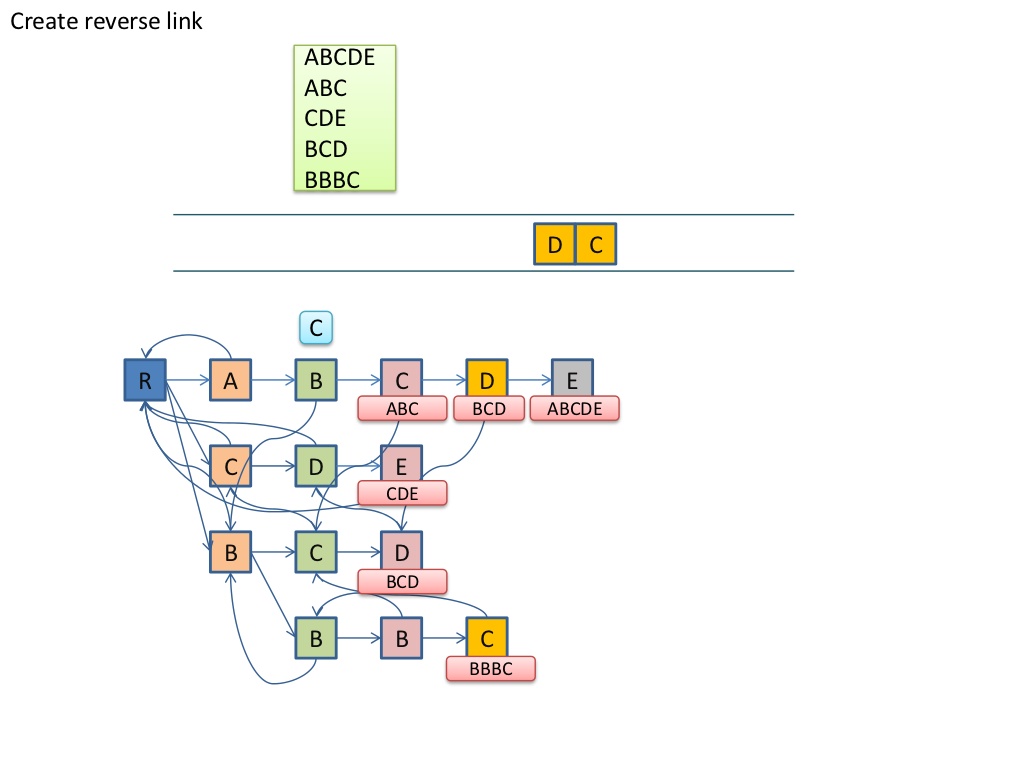 Create reverse link
ABCDE
ABC
CDE
BCD
BBBC
D C
C
R A B C D E
ABC BCD ABCDE
C D E
CDE
B C D
BCD
B B C
BBBC